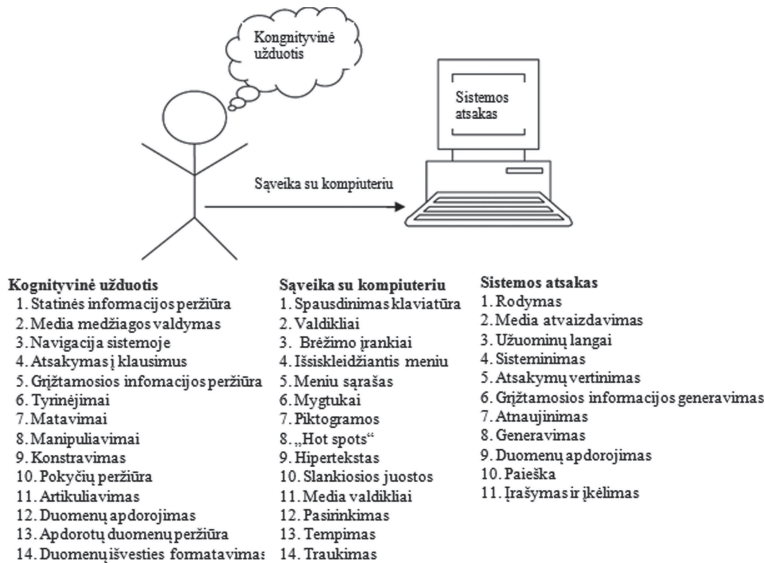 Kongnityvinė
užduotis
Sistemos
atsakas
Sąveika su kompiuteriu
Kognityvinė užduotis
1. Statinės informacijos peržiūra
2. Media medžiagos valdymas
3. Navigacija sistemoje
4. Atsakymas į klausimus
5. Grįžtamosios infomacijos peržiūra
6. Tyrinėjimai
7. Matavimai
8. Manipuliavimai
9. Konstravimas
10. Pokyčių peržiūra
11. Artikuliavimas
12. Duomenų apdorojimas
13. Apdorotų duomenų peržiūra
14. Duomenų išvesties formatavimas
Sąveika su kompiuteriu
1. Spausdinimas klaviatūra
2. Valdikliai
3. Brėžimo įrankiai
4. Išsiskleidžiantis meniu
5. Meniu sąrašas
6. Mygtukai
7. Piktogramos
8. „Hot spots“
9. Hipertekstas
10. Slankiosios juostos
11. Media valdikliai
12. Pasirinkimas
13. Tempimas
14. Traukimas
Sistemos atsakas
1. Rodymas
2. Media atvaizdavimas
3. Užuominų langai
4. Sisteminimas
5. Atsakymų vertinimas
6. Grįžtamosios informacijos generavimas
7. Atnaujinimas
8. Generavimas
9. Duomenų apdorojimas
10. Paieška
11. Įrašymas ir įkėlimas